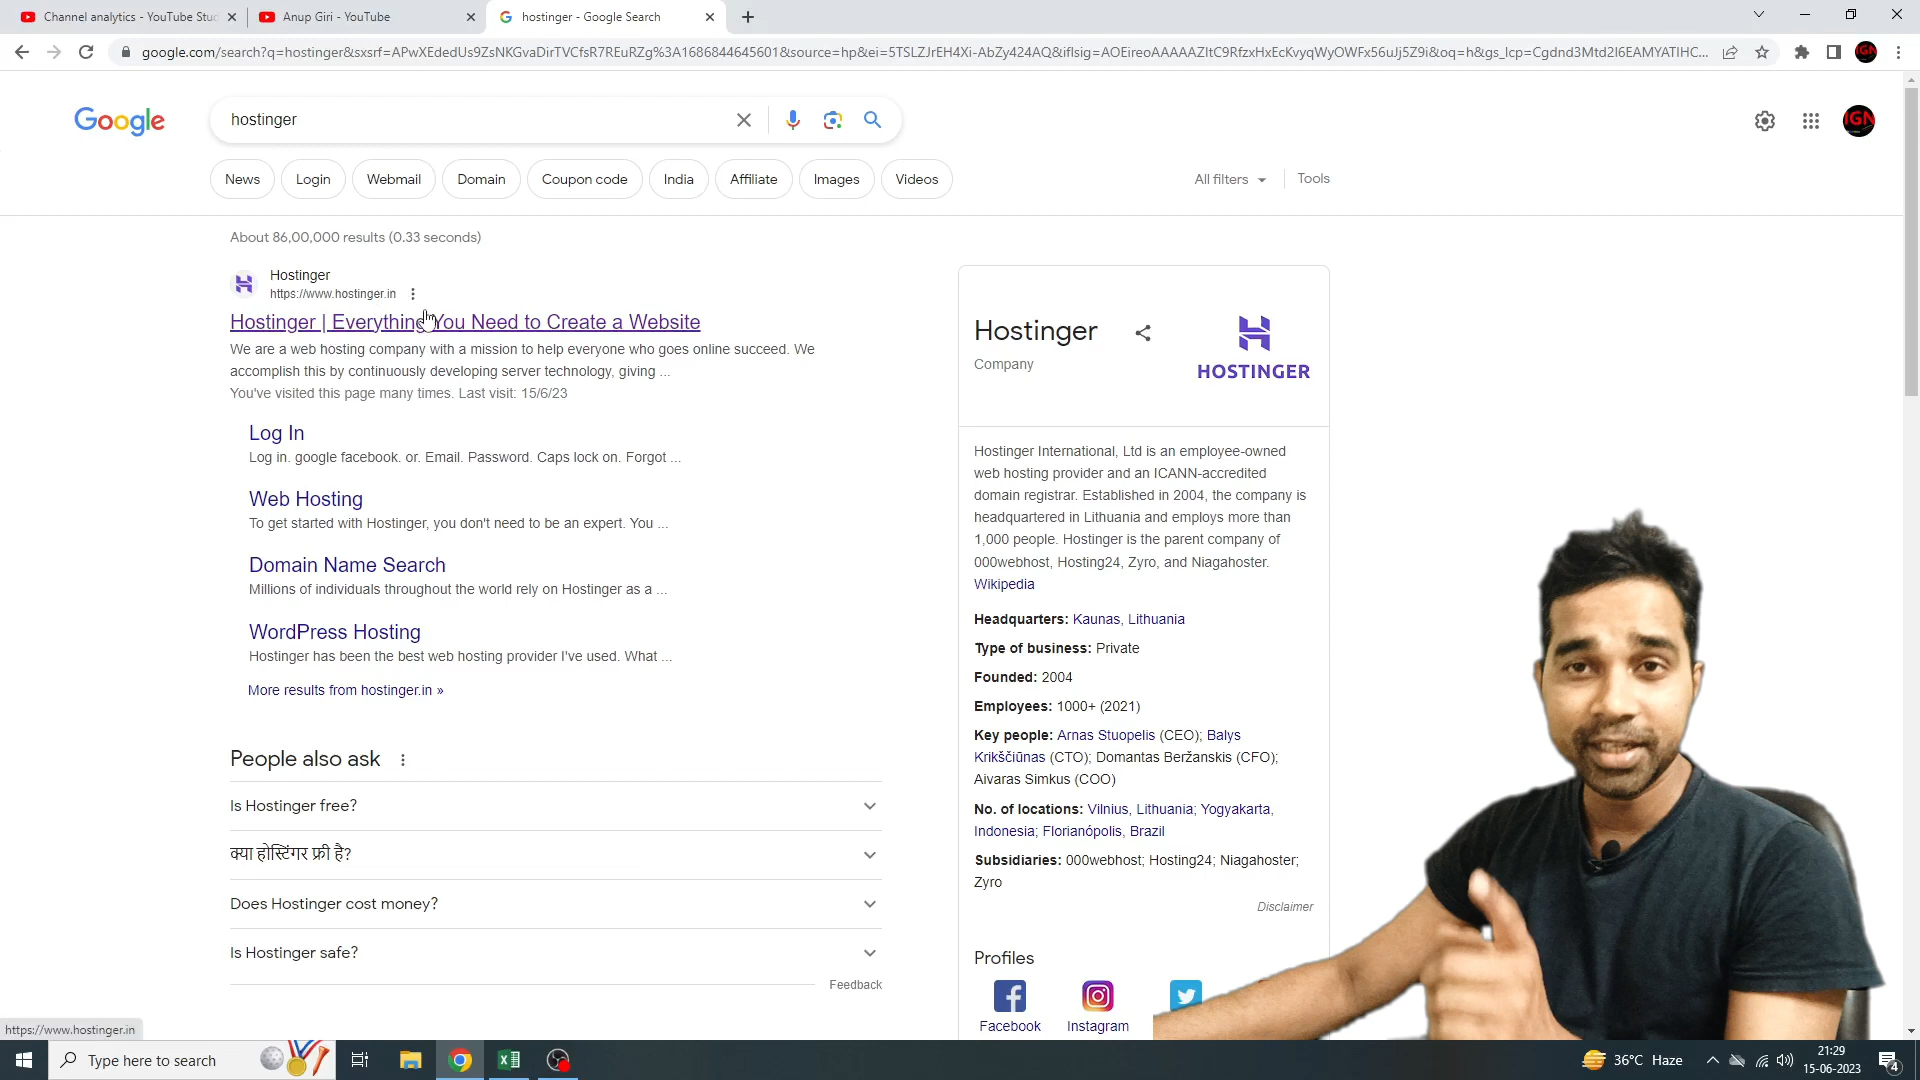 Channel analytics - YouTube Stu
Anup Giri - YouTube
hostinger - Google Search
google.com/search?q=hostinger&sxsrf=APwXEdedUs9ZsNKGvaDirTVCfsR7REuRZg%3A1686844645601&source=hp&ei=5TSLZJrEH4Xi-AbZy424AQ&iflsig=AOEireoAAAAAZItC9RfzxHxEcKvyqWyOWFx56uJj5Z9i&oq=h&gs_lcp=Cgdnd3Mtd2l6EAMYATIHC...
Google
hostinger
IGN
News
Login
Webmail
Domain
Coupon code
India
Affiliate
Images
Videos
All filters
Tools
About 86,00,000 results (0.33 seconds)
Hostinger
https://www.hostinger.in
Hostinger | Everything You Need to Create a Website
We are a web hosting company with a mission to help everyone who goes online succeed. We
accomplish this by continuously developing server technology, giving ...
You've visited this page many times. Last visit: 15/6/23
Log In
Log in. google facebook. or. Email. Password. Caps lock on. Forgot ...
Web Hosting
To get started with Hostinger, you don't need to be an expert. You ...
Domain Name Search
Millions of individuals throughout the world rely on Hostinger as a ...
WordPress Hosting
Hostinger has been the best web hosting provider I've used. What ...
More results from hostinger.in »
People also ask
Is Hostinger free?
क्या होस्टिंगर फ्री है?
Does Hostinger cost money?
Is Hostinger safe?
Feedback
Hostinger
Company
HOSTINGER
Hostinger International, Ltd is an employee-owned
web hosting provider and an ICANN-accredited
domain registrar. Established in 2004, the company is
headquartered in Lithuania and employs more than
1,000 people. Hostinger is the parent company of
000webhost, Hosting24, Zyro, and Niagahoster.
Wikipedia
Headquarters: Kaunas, Lithuania
Type of business: Private
Founded: 2004
Employees: 1000+ (2021)
Key people: Arnas Stuopelis (CEO); Balys
Krikščiūnas (CTO); Domantas Beržanskis (CFO);
Aivaras Simkus (COO)
No. of locations: Vilnius, Lithuania; Yogyakarta,
Indonesia; Florianópolis, Brazil
Subsidiaries: 000webhost; Hosting24; Niagahoster;
Zyro
Disclaimer
Profiles
Facebook
Instagram
https://www.hostinger.in
Type here to search
36°C Haze
21:29
15-06-2023
4